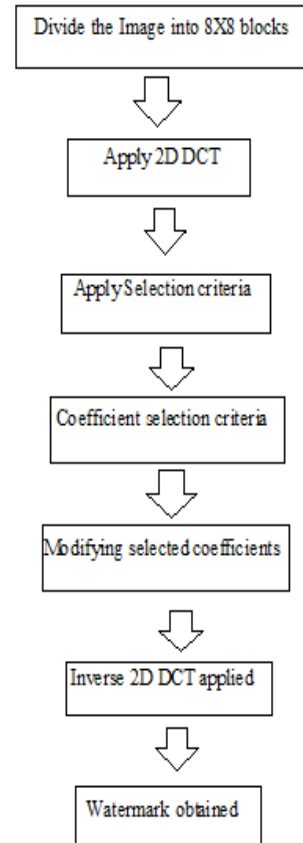 Divide the Image into 8X8 blocks
Apply 2D DCT
Apply Selection criteria
Coefficient selection criteria
Modifying selected coefficients
Inverse 2D DCT applied
Watermark obtained